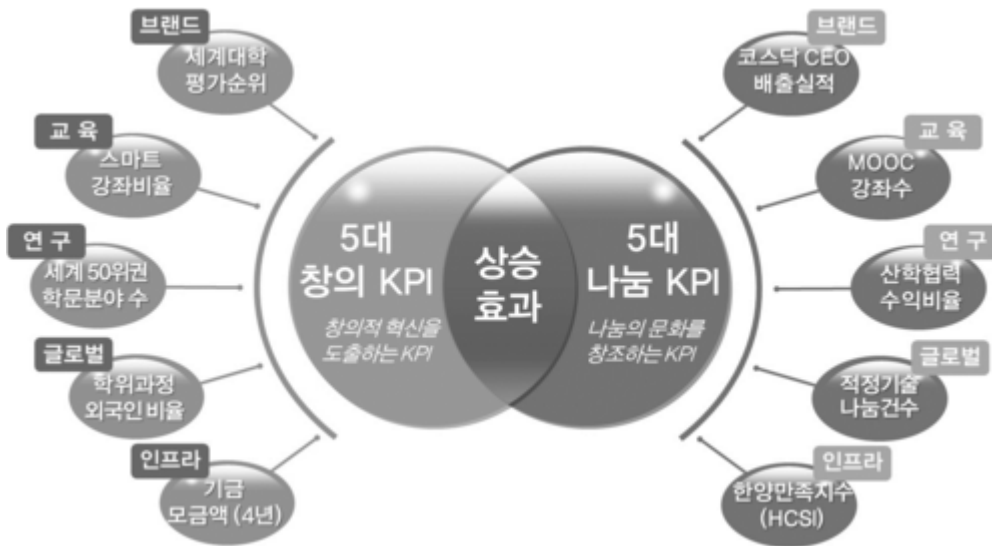 브랜드
세계대학
평가순위
교 육
스마트
강좌비율
연 구
세계 50위권
학문분야 수
글로벌
학위과정
외국인 비율
인프라
기금
모금액 (4년)
5대
창의 KPI
창의적 혁신을
도출하는 KPI
상승
효과
5대
나눔 KPI
나눔의 문화를
창조하는 KPI
브랜드
코스닥 CEO
배출실적
교 육
MOOC
강좌수
연 구
산학협력
수익비율
글로벌
적정기술
나눔건수
인프라
한양만족지수
(HCSI)